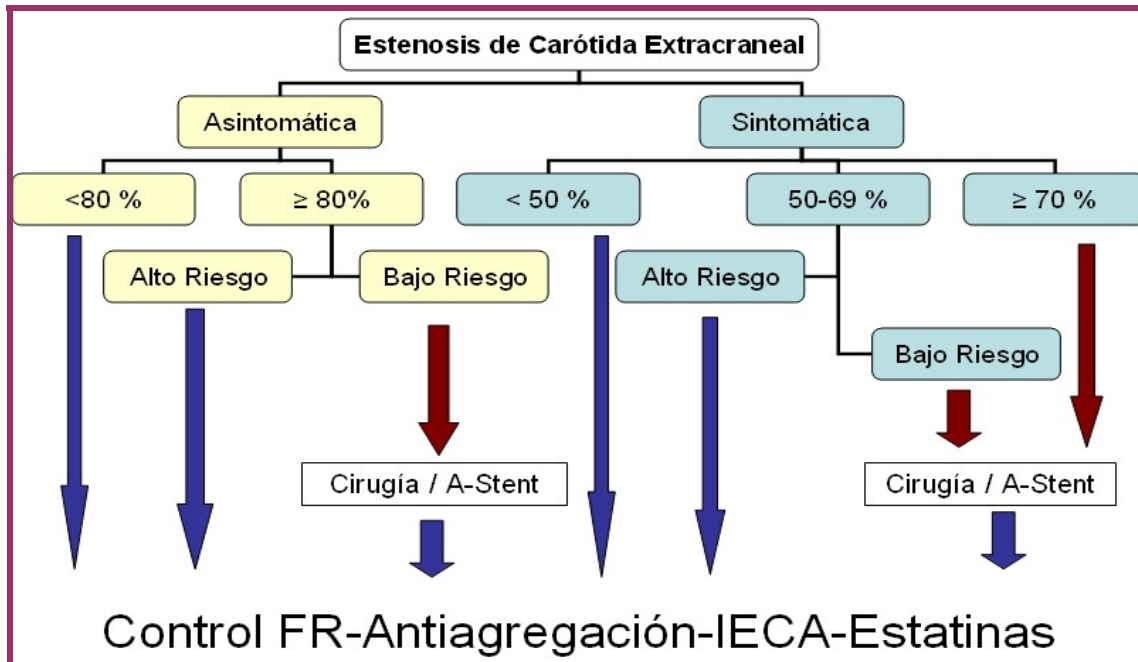 Estenosis de Carótida Extracraneal
Asintomática
Sintomática
<80 %
≥ 80%
< 50 %
50-69 %
≥ 70 %
Alto Riesgo
Bajo Riesgo
Alto Riesgo
Bajo Riesgo
Cirugía / A-Stent
Cirugía / A-Stent
Control FR-Antiagregación-IECA-Estatinas